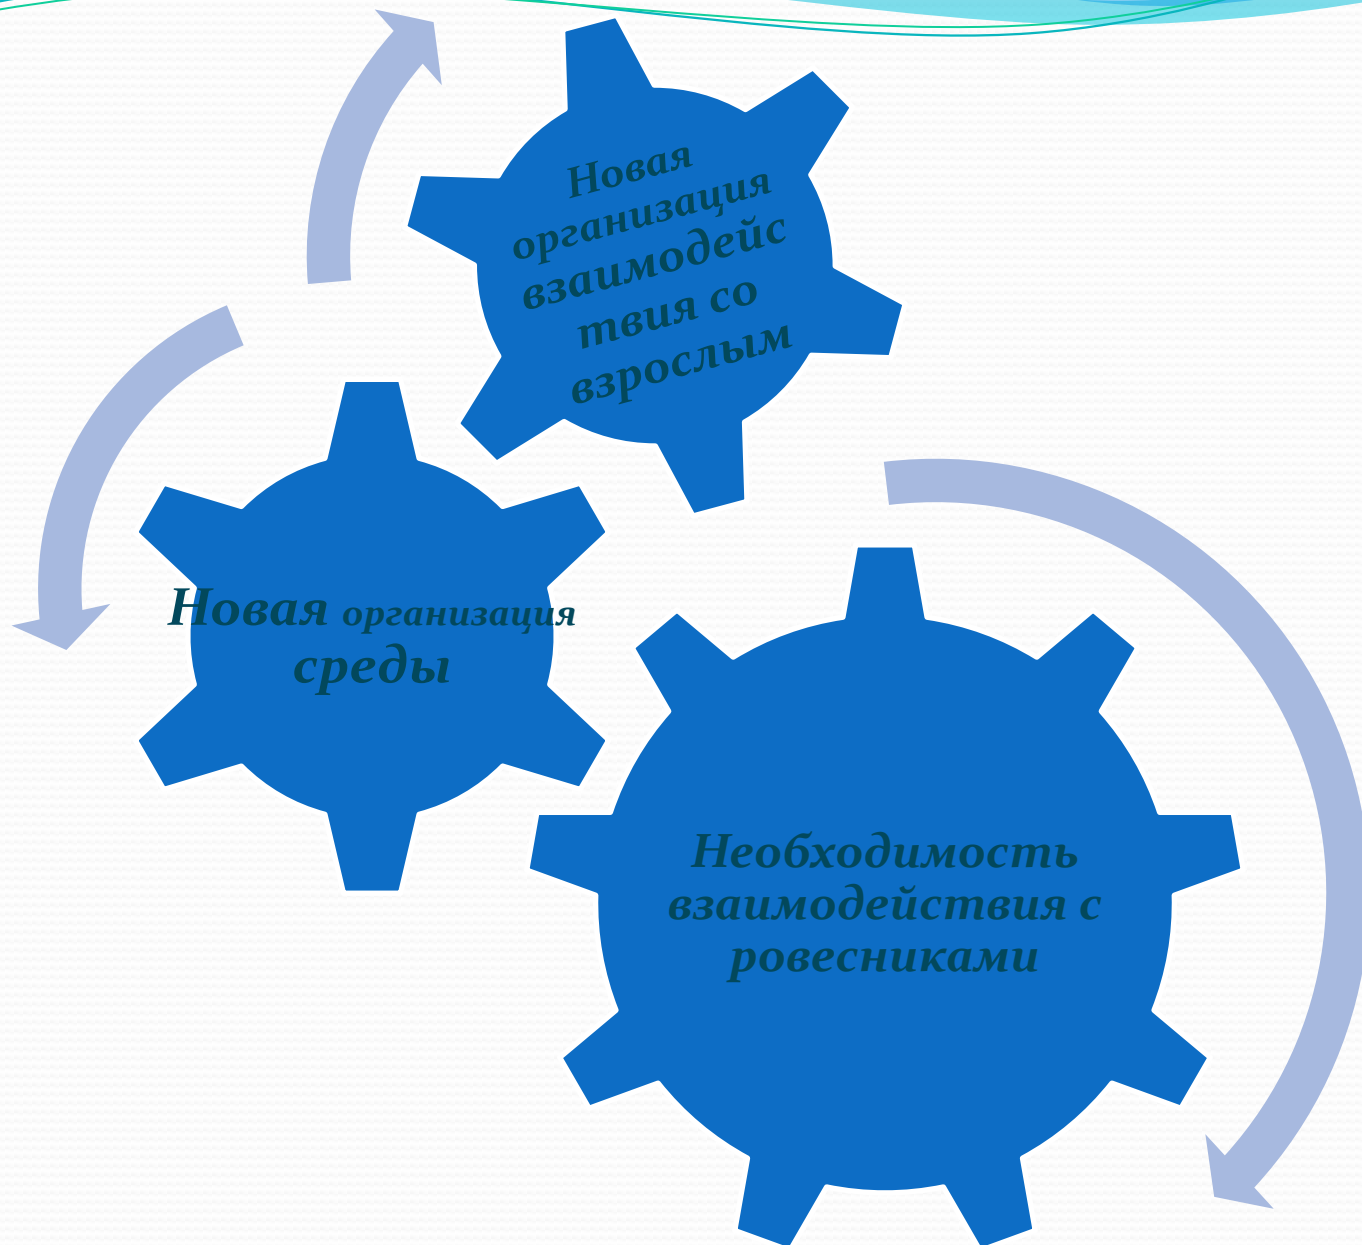 Новая
организация
взаимодейс
твия со
взрослым
Новая организация
среды
Необходимость
взаимодействия с
ровесниками